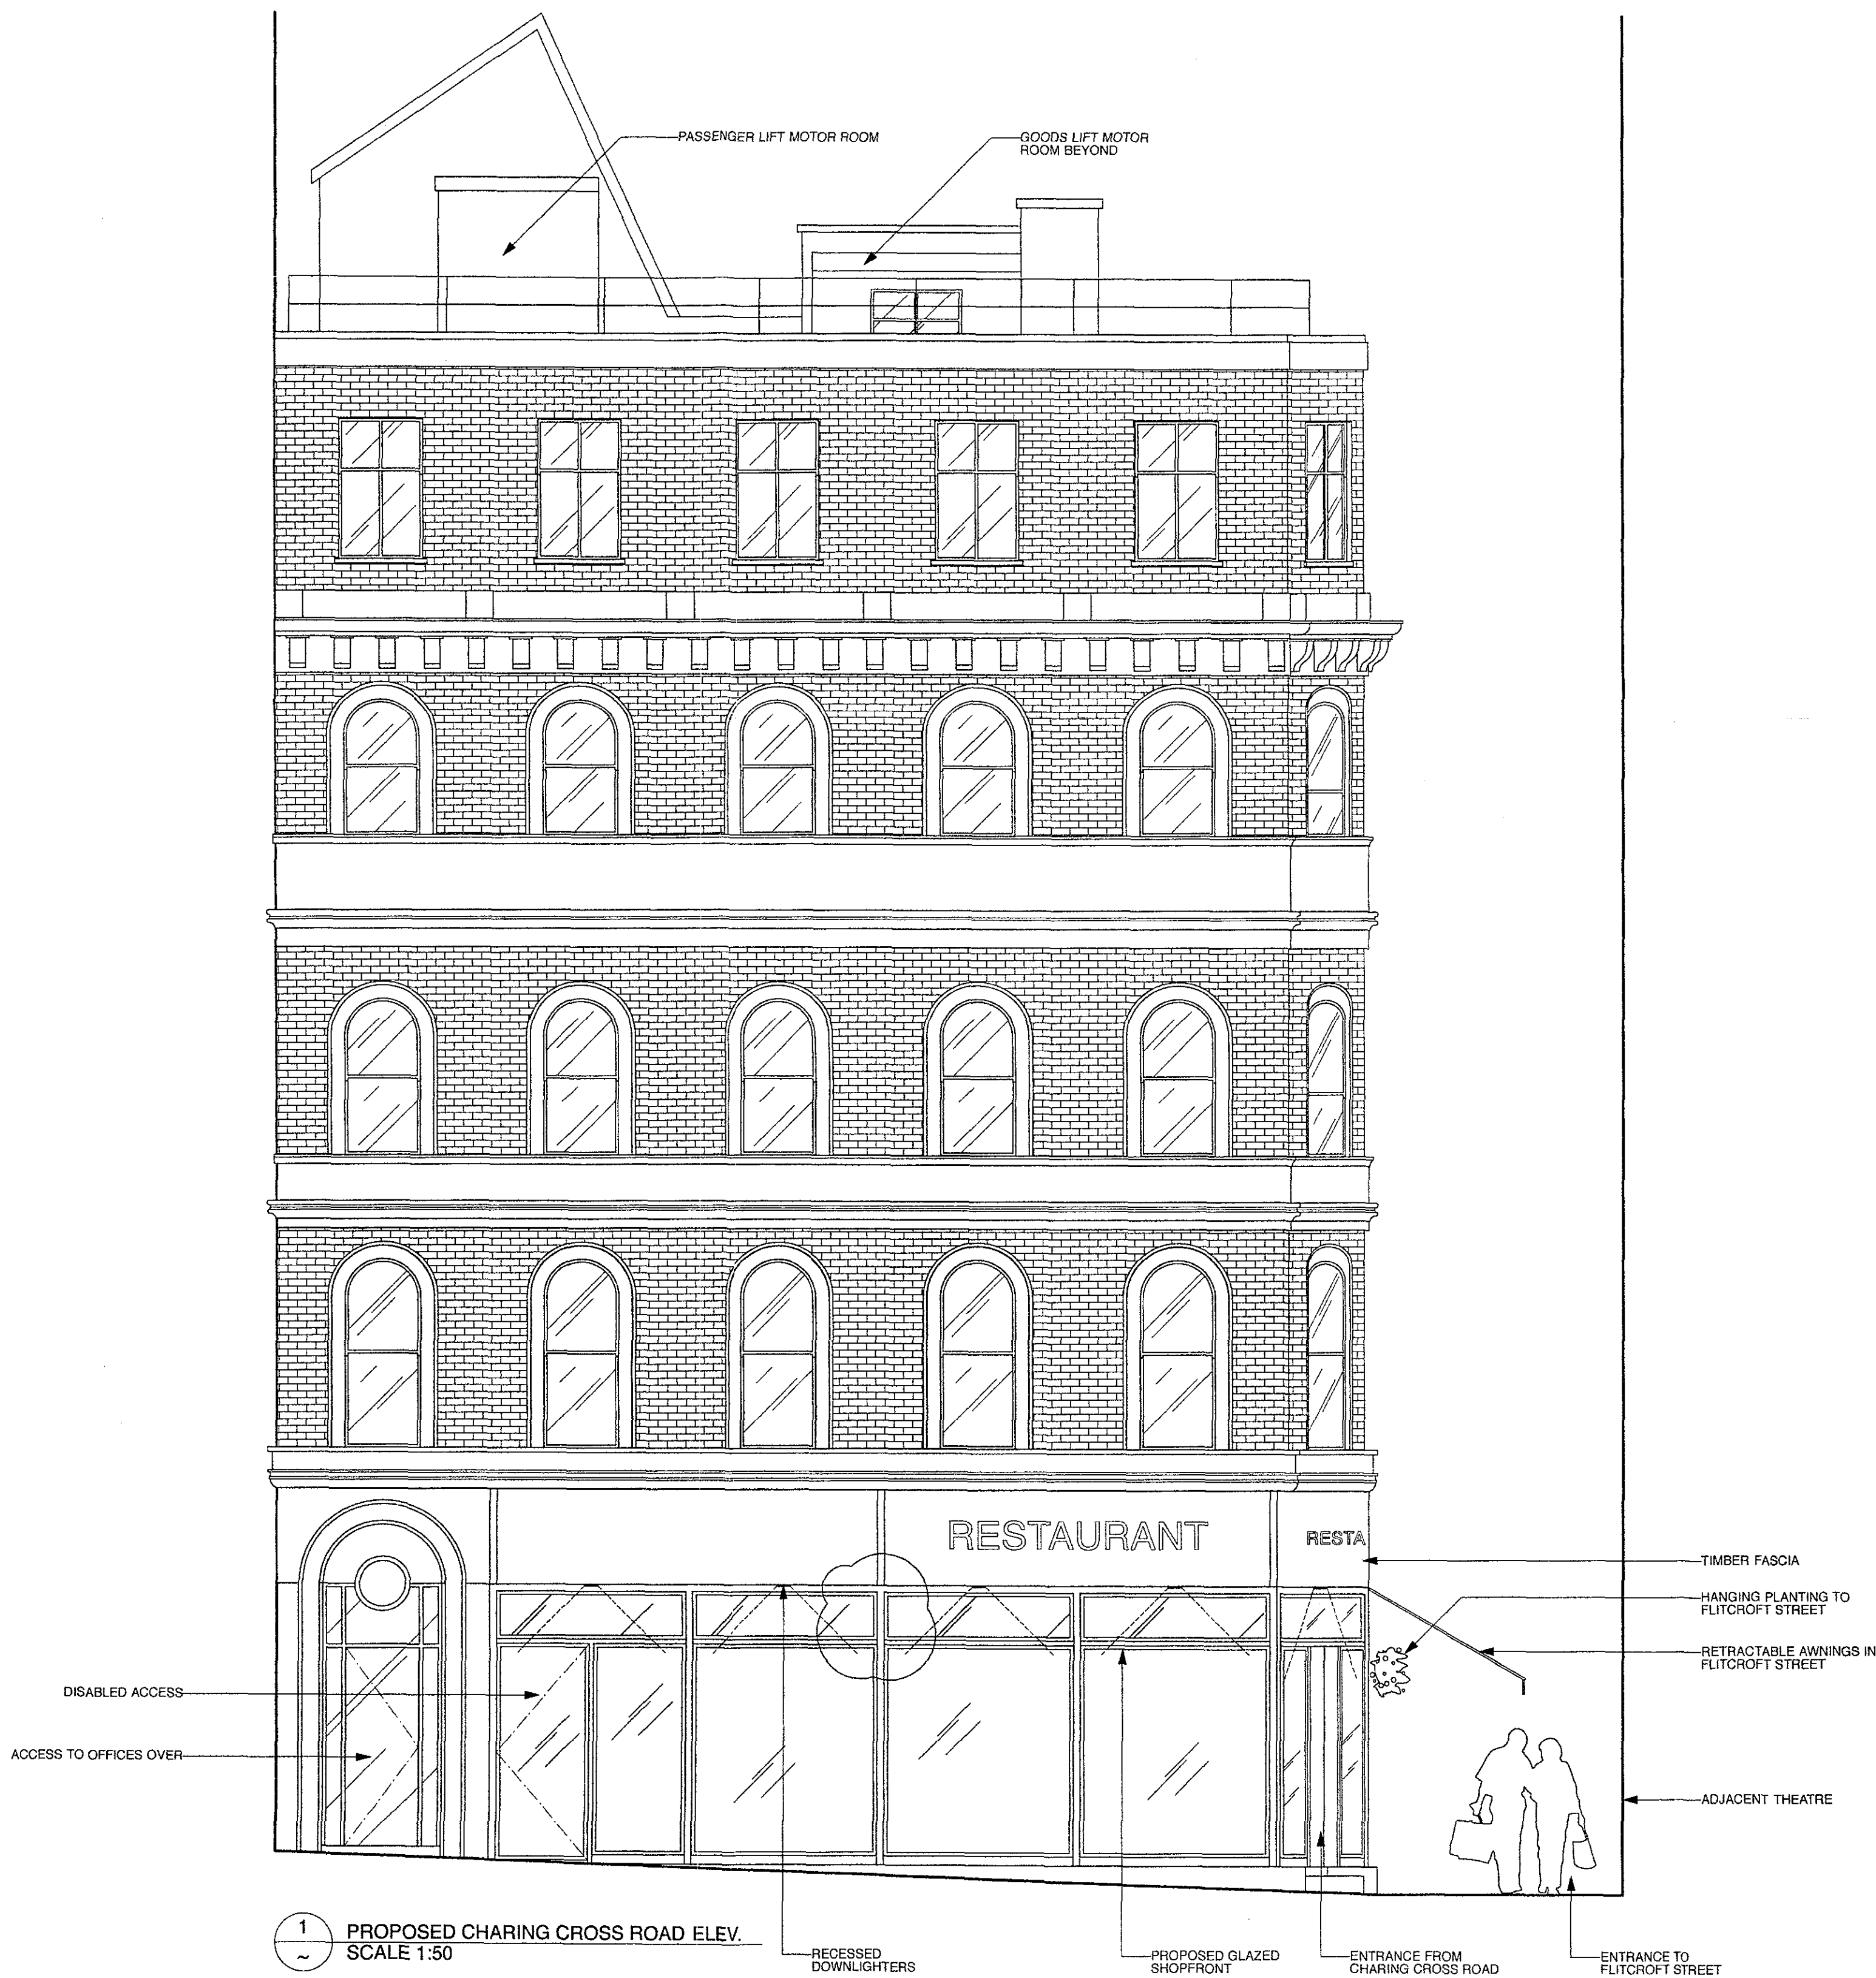 PASSENGER LIFT MOTOR ROOM
GOODS LIFT MOTOR
ROOM BEYOND
RESTAURANT
RESTA
TIMBER FASCIA
HANGING PLANTING TO
FLITCROFT STREET
RETRACTABLE AWNINGS IN
FLITCROFT STREET
DISABLED ACCESS
ACCESS TO OFFICES OVER
ADJACENT THEATRE
1
~
PROPOSED CHARING CROSS ROAD ELEV.
SCALE 1:50
RECESSED
DOWNLIGHTERS
PROPOSED GLAZED
SHOPFRONT
ENTRANCE FROM
CHARING CROSS ROAD
ENTRANCE TO
FLITCROFT STREET